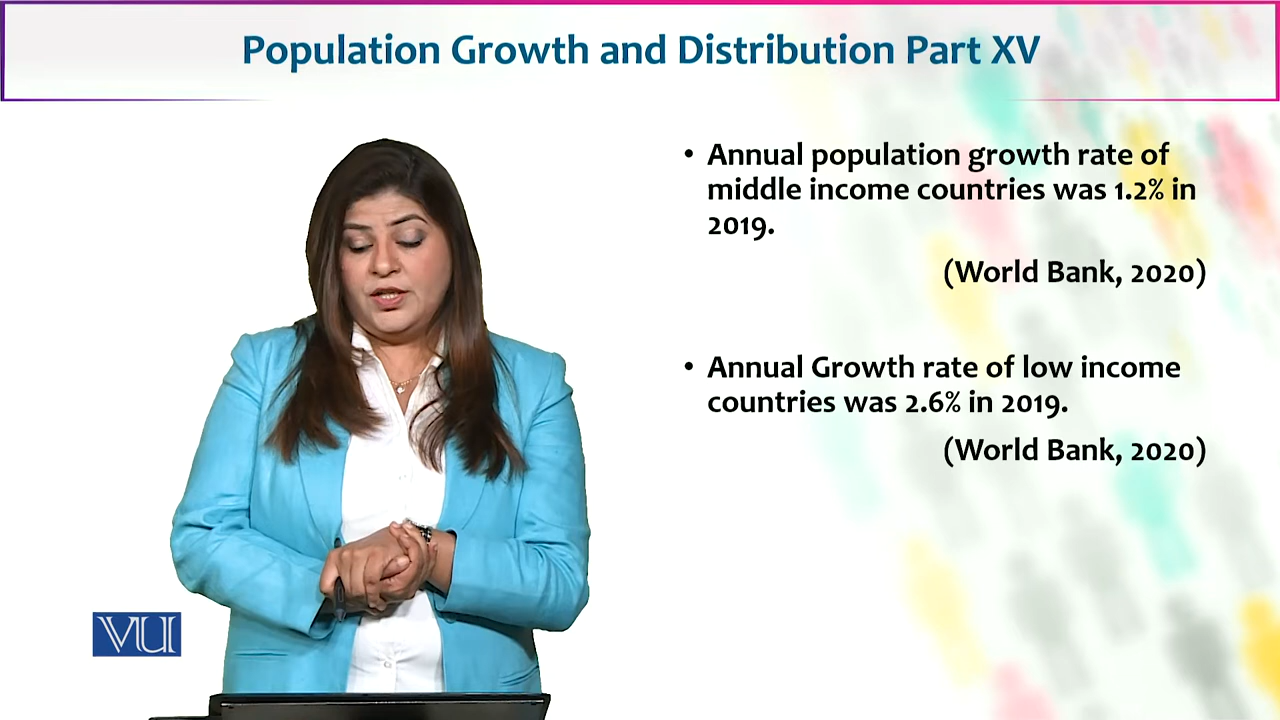 Population Growth and Distribution Part XV
• Annual population growth rate of
middle income countries was 1.2% in
2019.
(World Bank, 2020)
• Annual Growth rate of low income
countries was 2.6% in 2019.
(World Bank, 2020)
VU